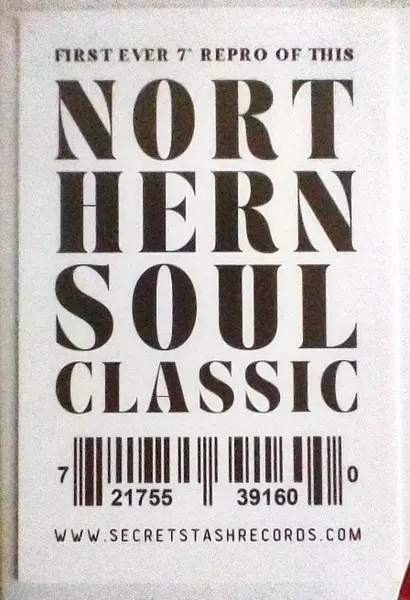 FIRST EVER 7" REPRO OF THIS
NORT
HERN
SOUL
CLASSIC
7 21755 39160 0
WWW.SECRETSTASHRECORDS.COM